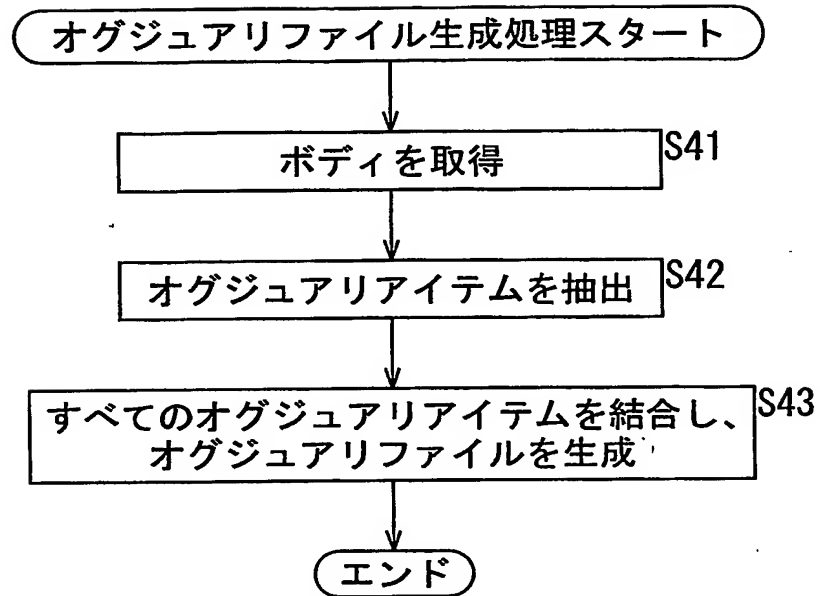 オグジュアリファイル生成処理スタート
ボディを取得
S41
オグジュアリアイテムを抽出
S42
すべてのオグジュアリアイテムを結合し、
オグジュアリファイルを生成
S43
エンド